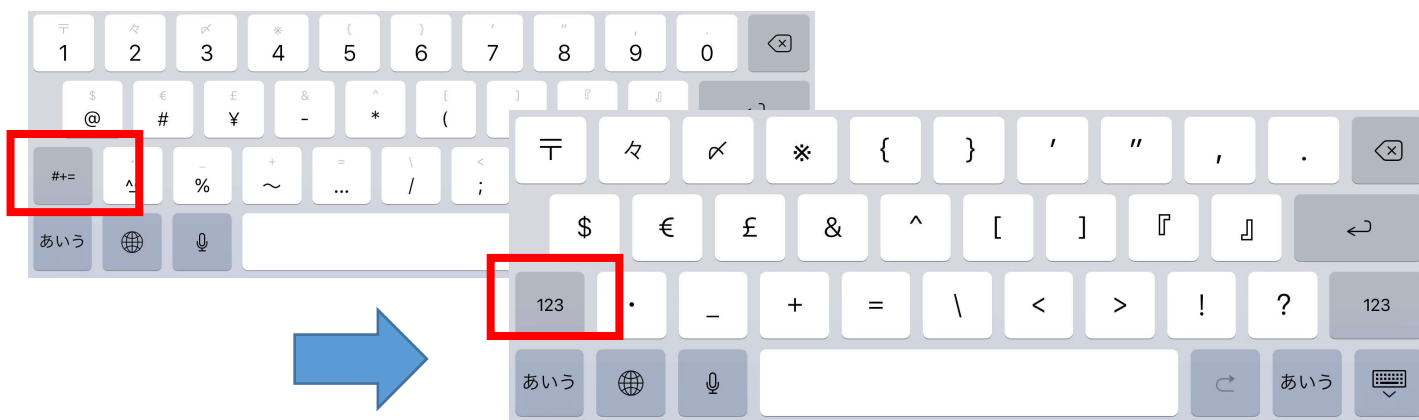 〒 々 〆 ※ { } ′ ″ , .
1 2 3 4 5 6 7 8 9 0
$ € £ & ^ [ ] 『 』
@ # ¥ - * (
・ _ + = \ <
#+= ^_ % 〜 ... / ;
あいう
〒 々 〆 ※ { } ′ ″ , .
$ € £ & ^ [ ] 『 』
123 ・ _ + = \ < > ! ? 123
あいう あいう